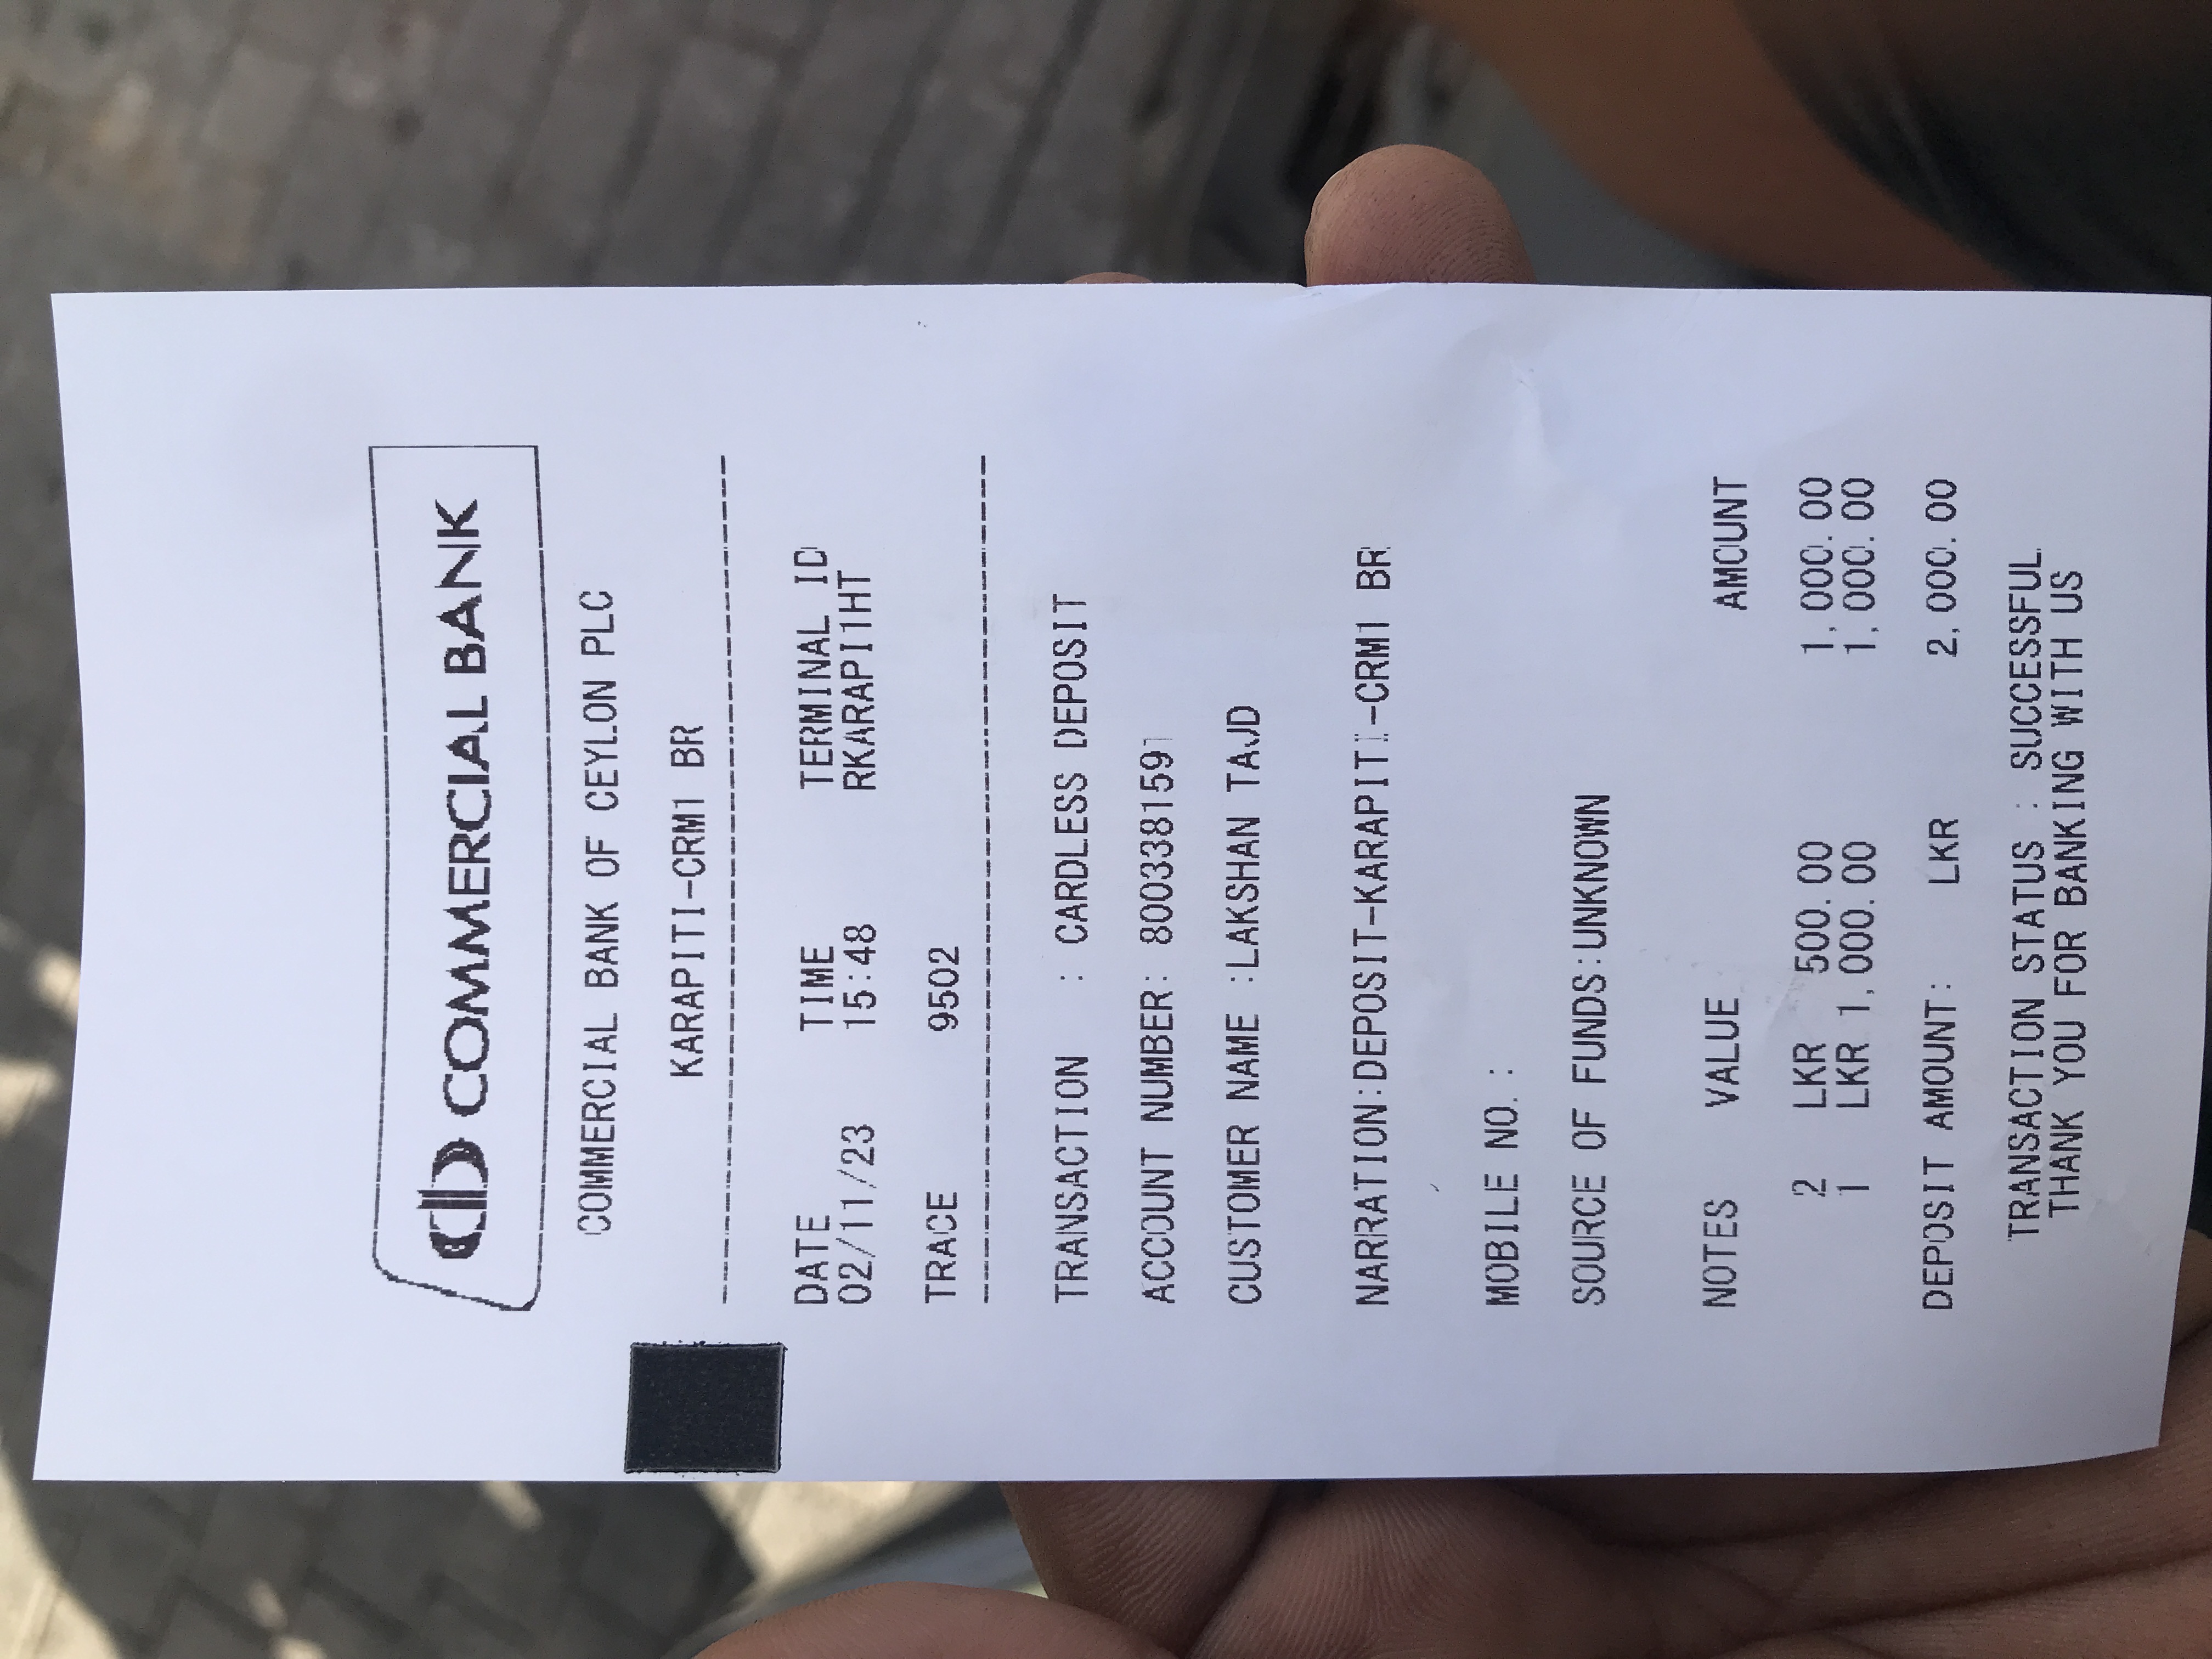 COMMERCIAL BANK
COMMERCIAL BANK OF CEYLON PLC
KARAPITI-CRM1 BR
DATE TIME TERMINAL ID
02/11/23 15:48 RKARAPI1HT
TRACE 9502
TRANSACTION : CARDLESS DEPOSIT
ACCOUNT NUMBER: 8003381591
CUSTOMER NAME :LAKSHAN TAJD
NARRATION:DEPOSIT-KARAPITI-CRM1 BR
MOBILE NO. :
SOURCE OF FUNDS:UNKNOWN
NOTES VALUE AMOUNT
2 LKR 500.00 1,000.00
1 LKR 1,000.00 1,000.00
DEPOSIT AMOUNT: LKR 2,000.00
TRANSACTION STATUS : SUCCESSFUL
THANK YOU FOR BANKING WITH US